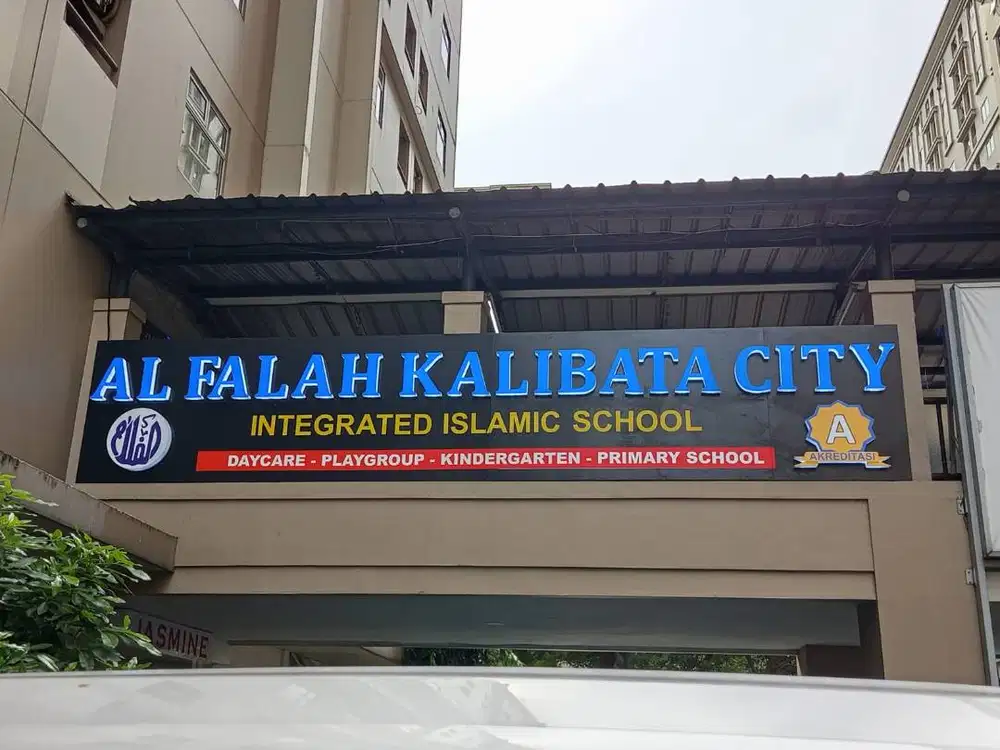 AL FALAH KALIBATA CITY
INTEGRATED ISLAMIC SCHOOL
DAYCARE - PLAYGROUP - KINDERGARTEN - PRIMARY SCHOOL
A
AKREDITASI
JASMINE